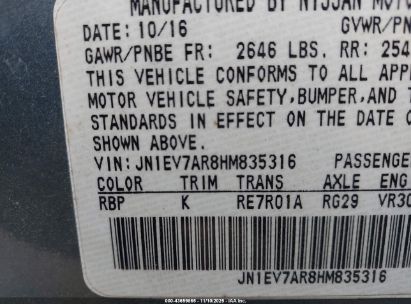 MANUFACTURED BY NISSAN MOTOR
DATE: 10/16 GVWR/PNB
GAWR/PNBE FR: 2646 LBS. RR: 254
THIS VEHICLE CONFORMS TO ALL APP
MOTOR VEHICLE SAFETY, BUMPER, AND T
STANDARDS IN EFFECT ON THE DATE O
SHOWN ABOVE.
VIN: JN1EV7AR8HM835316 PASSENGE
COLOR TRIM TRANS AXLE ENG
RBP K RE7R01A RG29 VR30
JN1EV7AR8HM835316